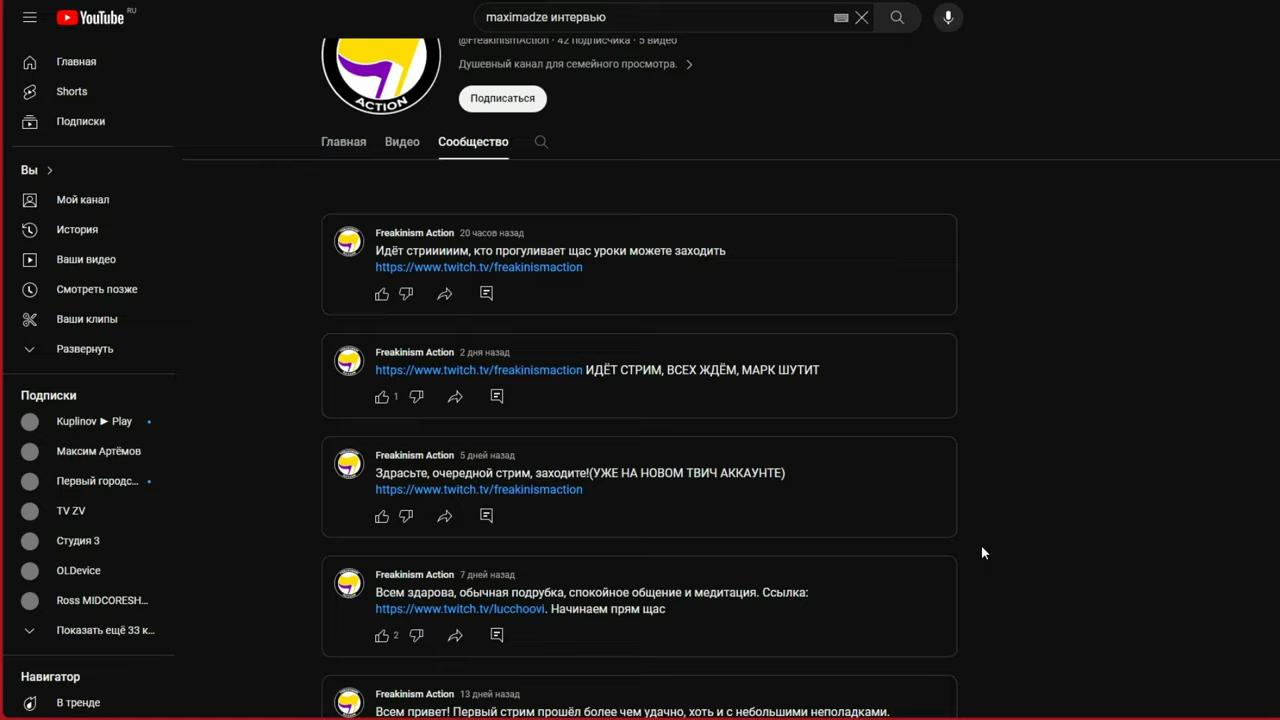 YouTube RU
maximadze интервью
Главная
Shorts
Подписки
Вы
Мой канал
История
Ваши видео
Смотреть позже
Ваши клипы
Развернуть
Подписки
Kuplinov ► Play
Максим Артёмов
Первый городс...
TV ZV
Студия 3
OLDevice
Ross MIDCORESH...
Показать ещё 33 к...
Навигатор
В тренде
ACTION
@FreakinismAction · 42 подписчика · 5 видео
Душевный канал для семейного просмотра.
Подписаться
Главная Видео Сообщество
Freakinism Action 20 часов назад
Идёт стрииииим, кто прогуливает щас уроки можете заходить
https://www.twitch.tv/freakinismaction
Freakinism Action 2 дня назад
https://www.twitch.tv/freakinismaction ИДЁТ СТРИМ, ВСЕХ ЖДЁМ, МАРК ШУТИТ
1
Freakinism Action 5 дней назад
Здрасьте, очередной стрим, заходите!(УЖЕ НА НОВОМ ТВИЧ АККАУНТЕ)
https://www.twitch.tv/freakinismaction
Freakinism Action 7 дней назад
Всем здарова, обычная подрубка, спокойное общение и медитация. Ссылка:
https://www.twitch.tv/lucchoovi. Начинаем прям щас
2
Freakinism Action 13 дней назад
Всем привет! Первый стрим прошёл более чем удачно, хоть и с небольшими неполадками.